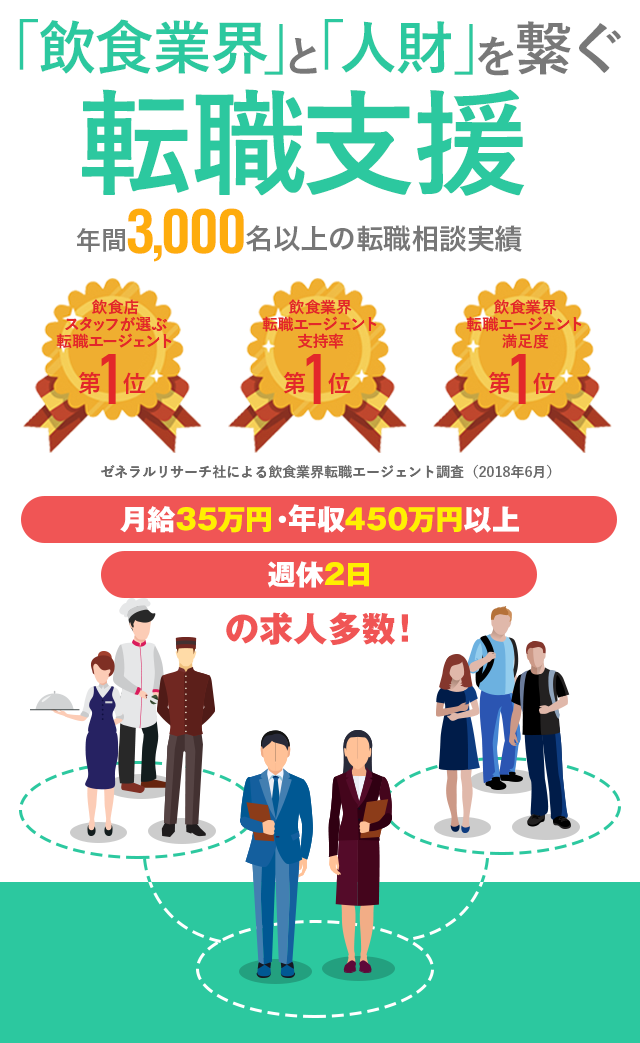 「飲食業界」と「人財」を繋ぐ
転職支援
年間3,000名以上の転職相談実績
飲食店
スタッフが選ぶ
転職エージェント
第1位
飲食業界
転職エージェント
支持率
第1位
飲食業界
転職エージェント
満足度
第1位
ゼネラルリサーチ社による飲食業界転職エージェント調査（2018年6月）
月給35万円・年収450万円以上
週休2日
の求人多数!